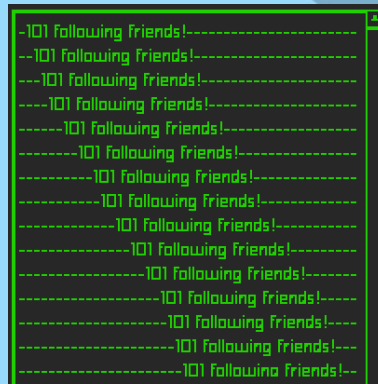 -101 Following Friends!-----------------------
--101 Following Friends!---------------------
---101 Following Friends!--------------------
----101 Following Friends!-------------------
------101 Following Friends!-----------------
--------101 Following Friends!---------------
----------101 Following Friends!-------------
-----------101 Following Friends!------------
-------------101 Following Friends!----------
---------------101 Following Friends!--------
-----------------101 Following Friends!------
-------------------101 Following Friends!----
--------------------101 Following Friends!---
---------------------101 Following Friends!---
----------------------101 Following Friends!--